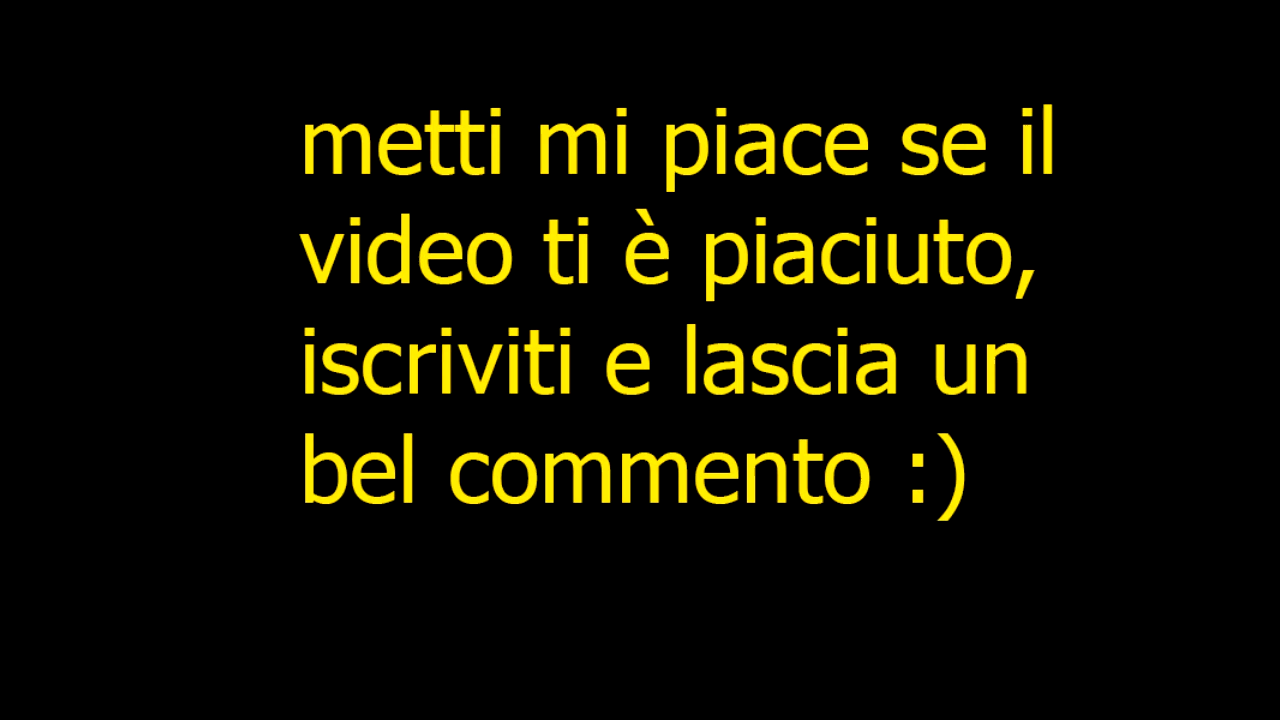 metti mi piace se il
video ti è piaciuto,
iscriviti e lascia un
bel commento :)